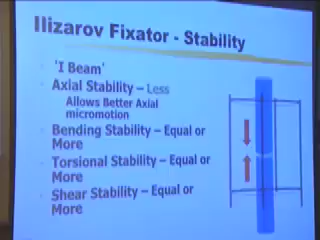 Ilizarov Fixator - Stability
'I Beam'
Axial Stability – Less
Allows Better Axial
micromotion
Bending Stability – Equal or
More
Torsional Stability – Equal or
More
Shear Stability – Equal or
More